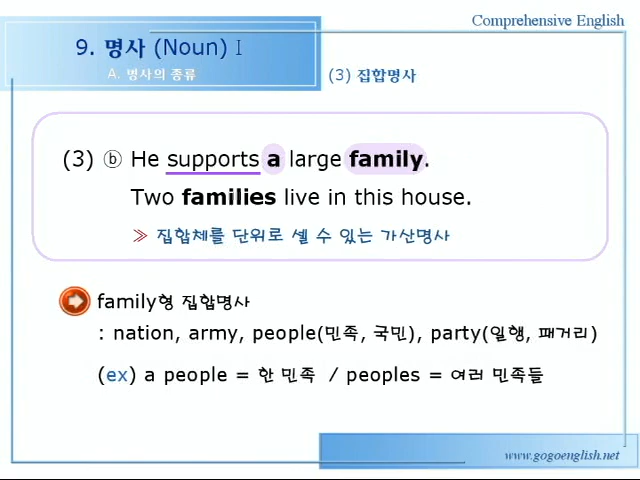 Comprehensive English
9. 명사 (Noun) I
A. 명사의 종류
(3) 집합명사
(3) ⓑ He supports a large family.
Two families live in this house.
≫ 집합체를 단위로 셀 수 있는 가산명사
family형 집합명사
: nation, army, people(민족, 국민), party(일행, 패거리)
(ex) a people = 한 민족 / peoples = 여러 민족들
www.gogoenglish.net